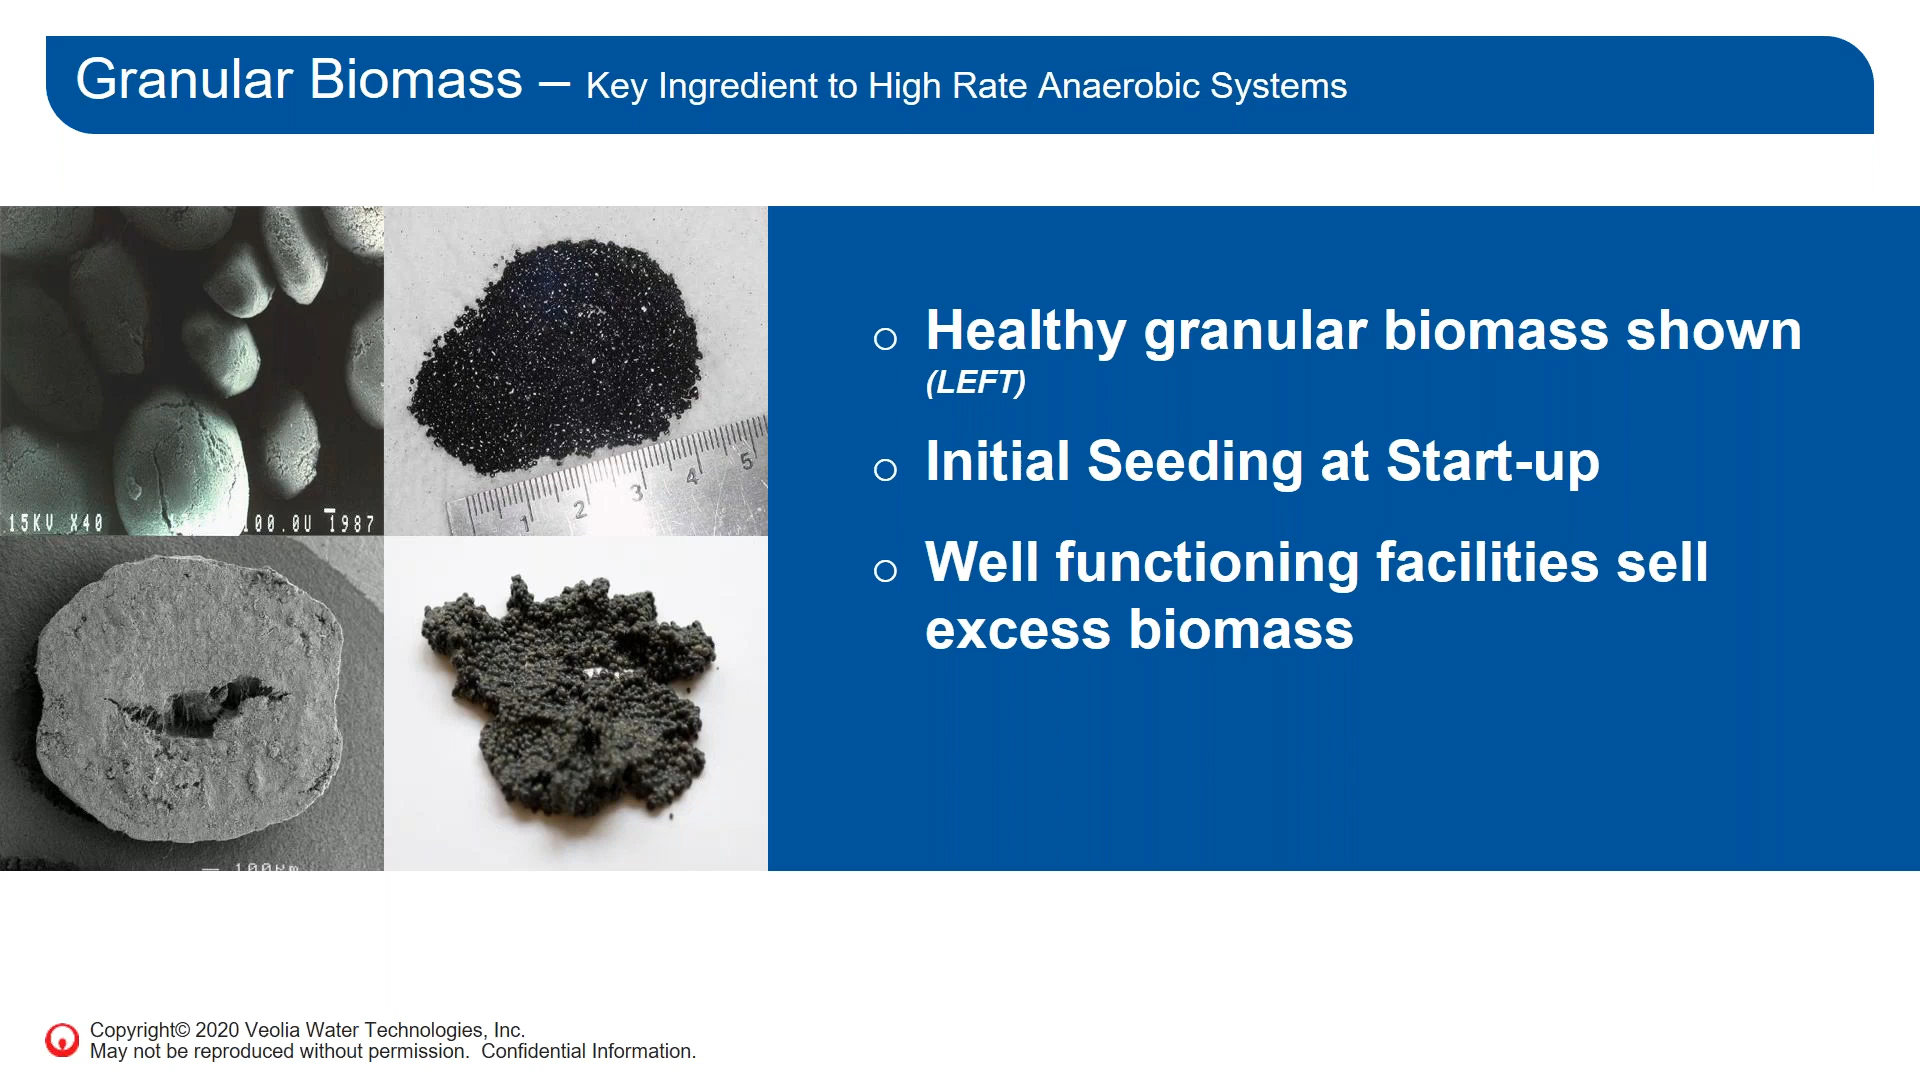 Granular Biomass – Key Ingredient to High Rate Anaerobic Systems
15KV X40 100.0U 1987
1 2 3 4 5
100µm
Healthy granular biomass shown
(LEFT)
Initial Seeding at Start-up
Well functioning facilities sell
excess biomass
Copyright© 2020 Veolia Water Technologies, Inc.
May not be reproduced without permission. Confidential Information.